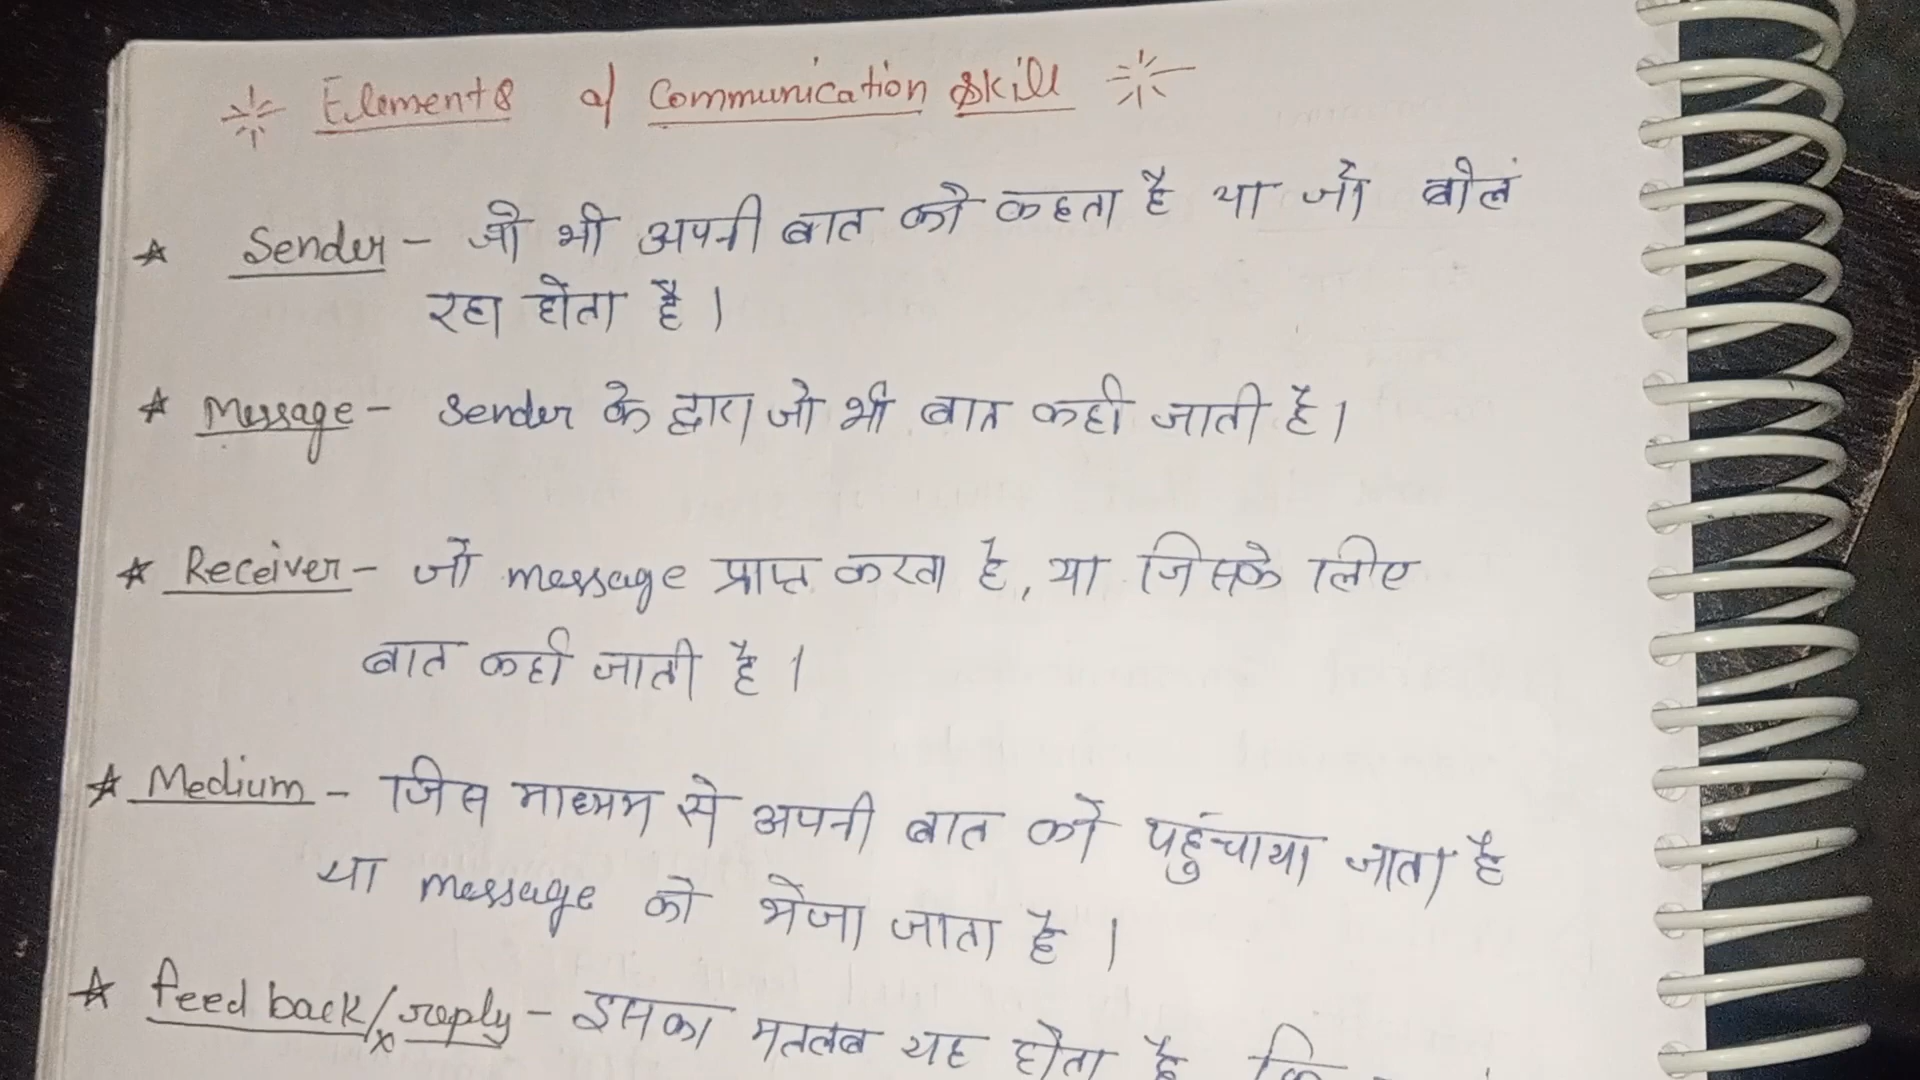 Elements of Communication Skill
★ Sender - जो भी अपनी बात को कहता है या जो बोल
रहा होता है।
★ Message - Sender के द्वारा जो भी बात कही जाती है।
★ Receiver - जो message प्राप्त करता है, या जिसके लिए
बात कही जाती है।
★ Medium - जिस माध्यम से अपनी बात को पहुंचाया जाता है
या message को भेजा जाता है।
★ feed back/reply - इसका मतलब यह होता है कि